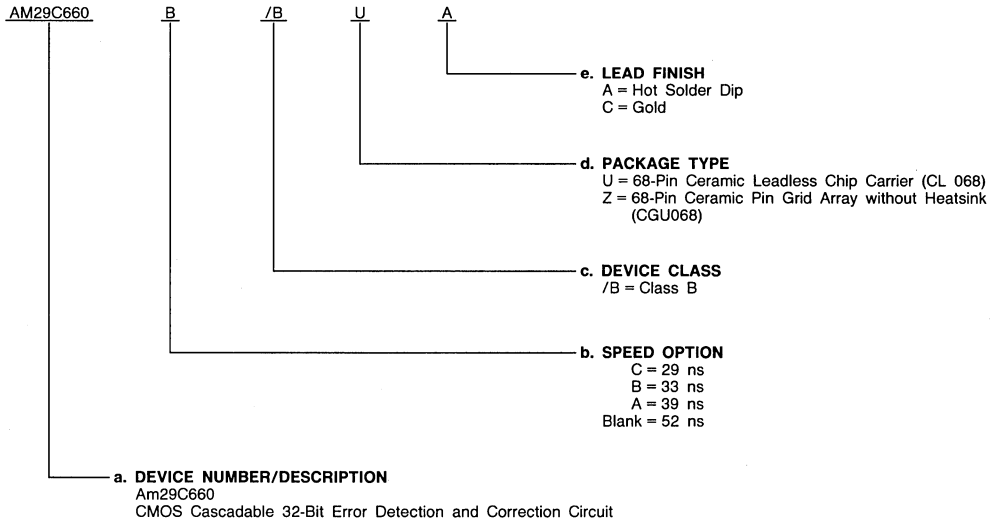 AM29C660 B /B U A
e. LEAD FINISH
A = Hot Solder Dip
C = Gold
d. PACKAGE TYPE
U = 68-Pin Ceramic Leadless Chip Carrier (CL 068)
Z = 68-Pin Ceramic Pin Grid Array without Heatsink
(CGU068)
c. DEVICE CLASS
/B = Class B
b. SPEED OPTION
C = 29 ns
B = 33 ns
A = 39 ns
Blank = 52 ns
a. DEVICE NUMBER/DESCRIPTION
Am29C660
CMOS Cascadable 32-Bit Error Detection and Correction Circuit